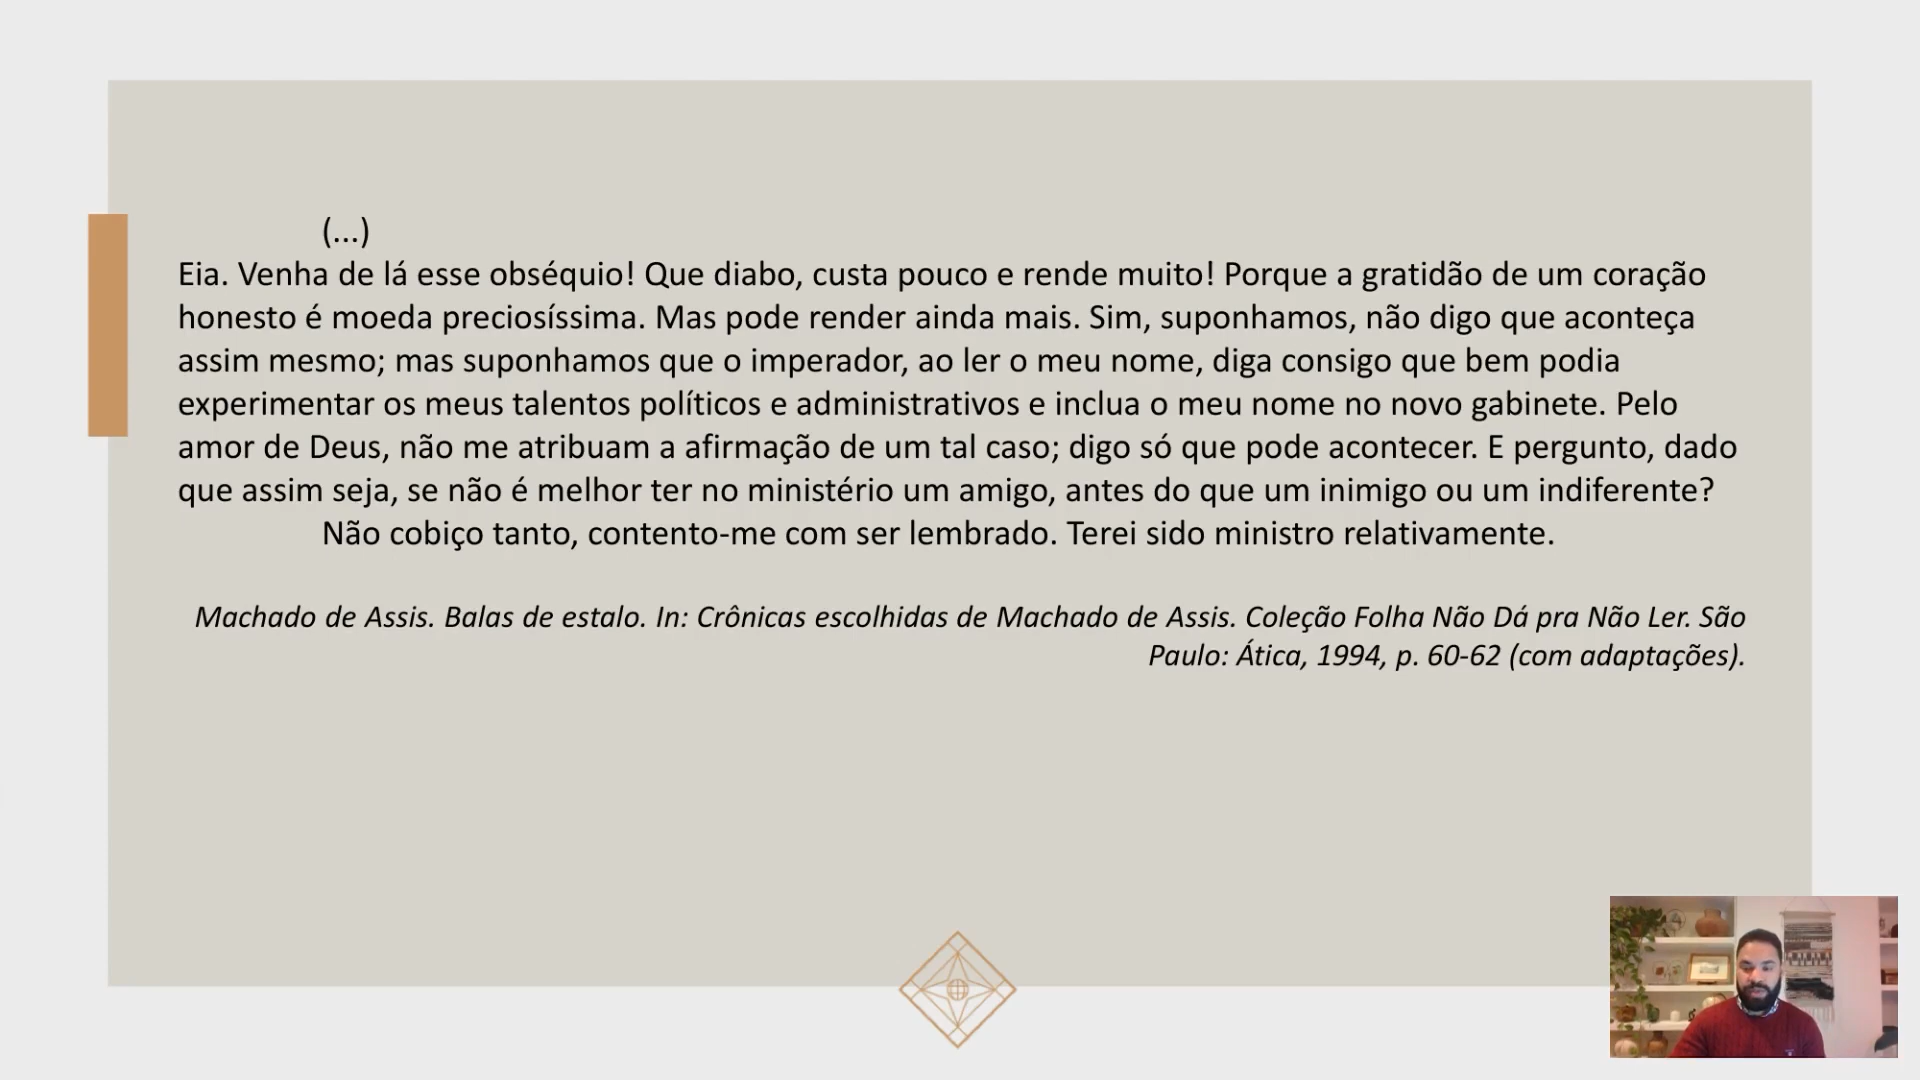 (...)
Eia. Venha de lá esse obséquio! Que diabo, custa pouco e rende muito! Porque a gratidão de um coração
honesto é moeda preciosíssima. Mas pode render ainda mais. Sim, suponhamos, não digo que aconteça
assim mesmo; mas suponhamos que o imperador, ao ler o meu nome, diga consigo que bem podia
experimentar os meus talentos políticos e administrativos e inclua o meu nome no novo gabinete. Pelo
amor de Deus, não me atribuam a afirmação de um tal caso; digo só que pode acontecer. E pergunto, dado
que assim seja, se não é melhor ter no ministério um amigo, antes do que um inimigo ou um indiferente?
Não cobiço tanto, contento-me com ser lembrado. Terei sido ministro relativamente.
Machado de Assis. Balas de estalo. In: Crônicas escolhidas de Machado de Assis. Coleção Folha Não Dá pra Não Ler. São
Paulo: Ática, 1994, p. 60-62 (com adaptações).